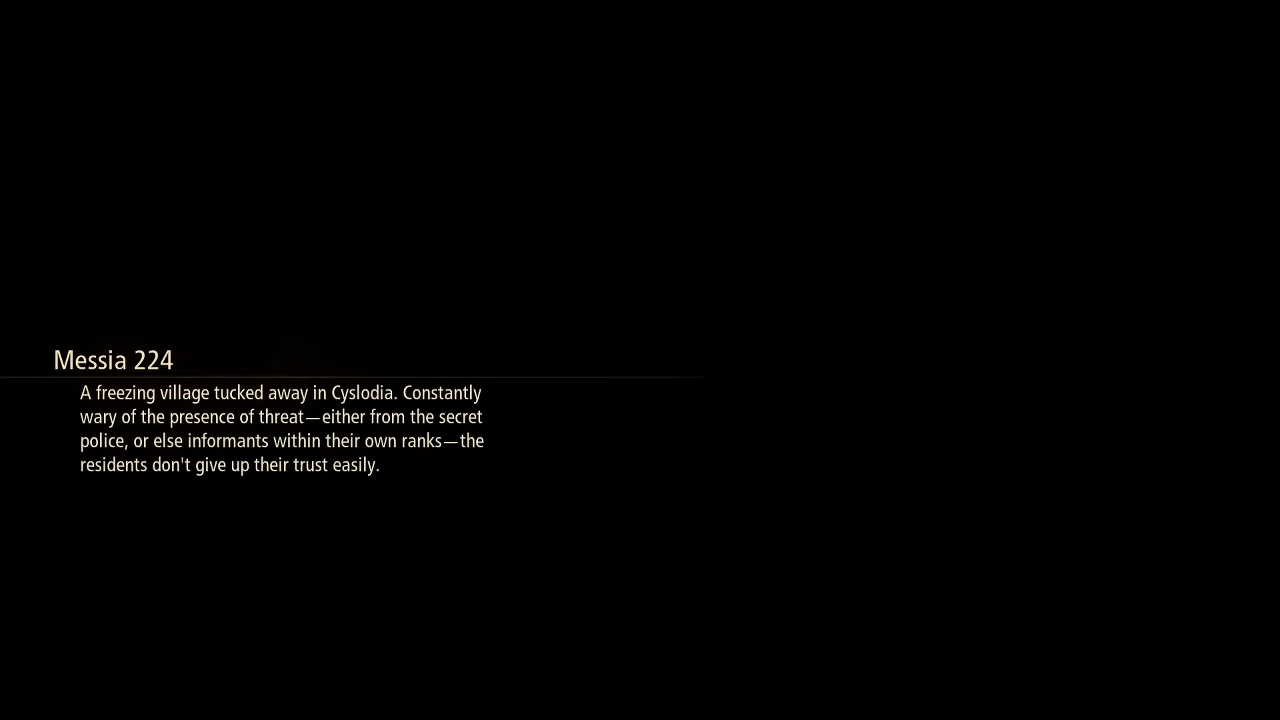 Messia 224
A freezing village tucked away in Cyslodia. Constantly
wary of the presence of threat—either from the secret
police, or else informants within their own ranks—the
residents don't give up their trust easily.